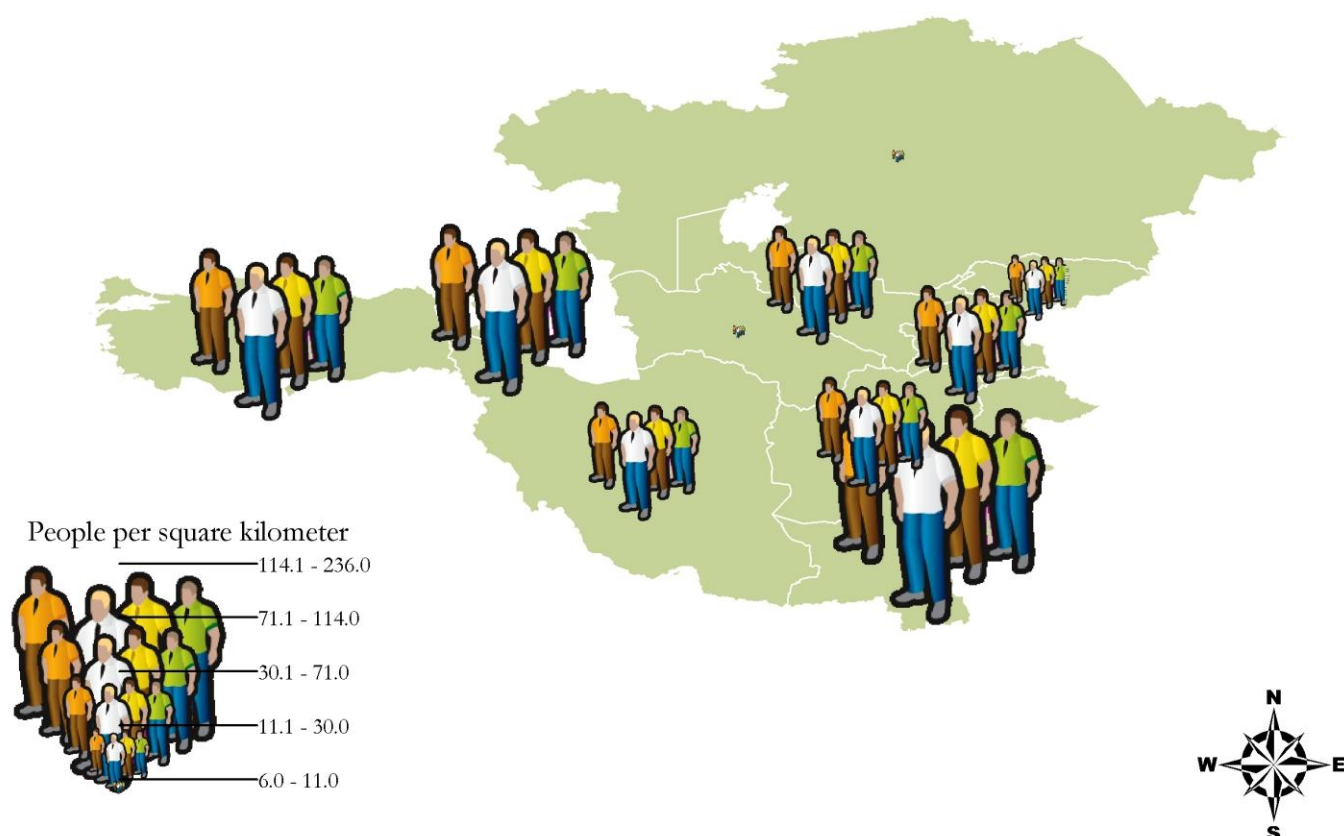 People per square kilometer
114.1 - 236.0
71.1 - 114.0
30.1 - 71.0
11.1 - 30.0
6.0 - 11.0
N
W E
S